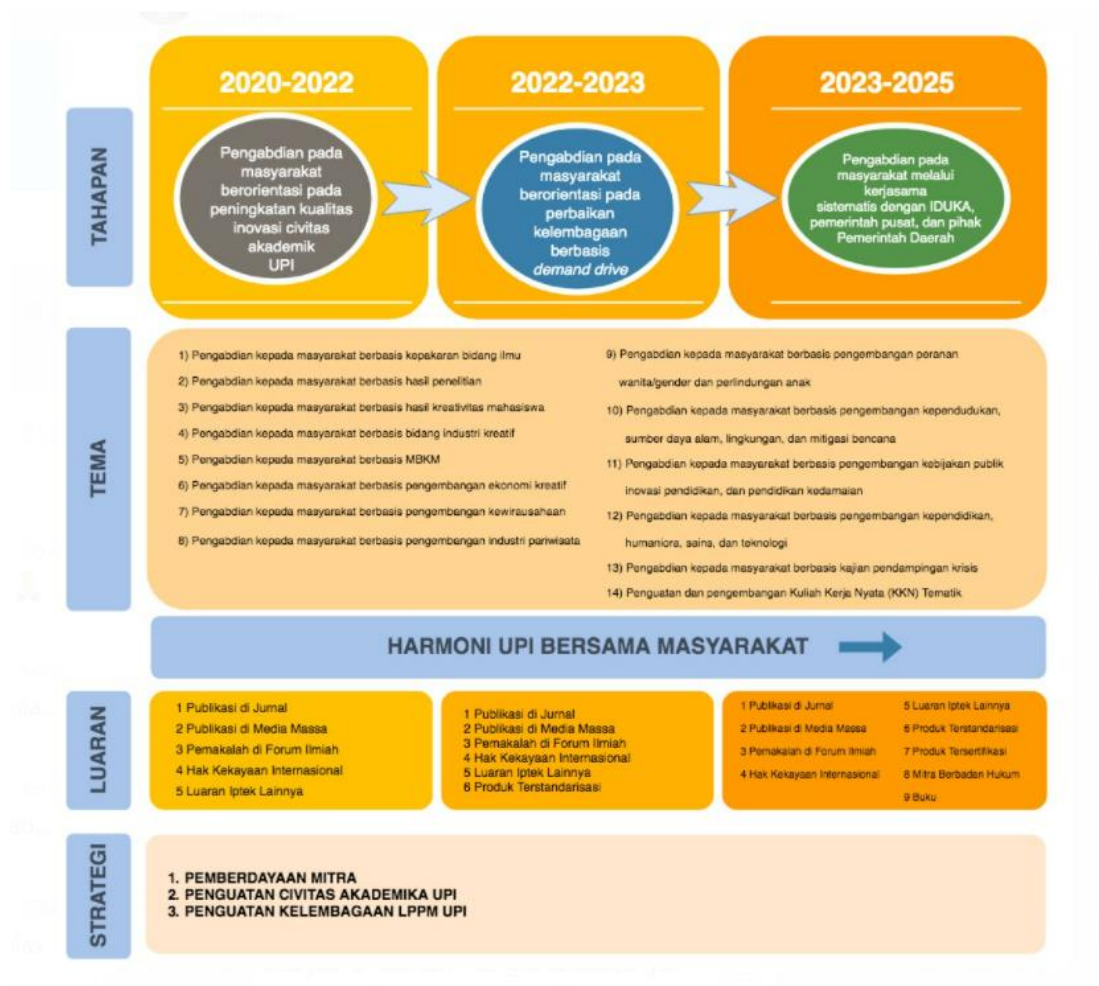 2020-2022
2022-2023
2023-2025
TAHAPAN
Pengabdian pada
masyarakat
berorientasi pada
peningkatan kualitas
inovasi civitas
akademik
UPI
Pengabdian pada
masyarakat
berorientasi pada
perbaikan
kelembagaan
berbasis
demand drive
Pengabdian pada
masyarakat melalui
kerjasama
sistematis dengan IDUKA,
pemerintah pusat, dan pihak
Pemerintah Daerah
TEMA
1) Pengabdian kepada masyarakat berbasis kepakaran bidang ilmu
2) Pengabdian kepada masyarakat berbasis hasil penelitian
3) Pengabdian kepada masyarakat berbasis hasil kreativitas mahasiswa
4) Pengabdian kepada masyarakat berbasis bidang industri kreatif
5) Pengabdian kepada masyarakat berbasis MBKM
6) Pengabdian kepada masyarakat berbasis pengembangan ekonomi kreatif
7) Pengabdian kepada masyarakat berbasis pengembangan kewirausahaan
8) Pengabdian kepada masyarakat berbasis pengembangan industri pariwisata
9) Pengabdian kepada masyarakat berbasis pengembangan peranan
wanita/gender dan perlindungan anak
10) Pengabdian kepada masyarakat berbasis pengembangan kependudukan,
sumber daya alam, lingkungan, dan mitigasi bencana
11) Pengabdian kepada masyarakat berbasis pengembangan kebijakan publik
inovasi pendidikan, dan pendidikan kedamaian
12) Pengabdian kepada masyarakat berbasis pengembangan kependidikan,
humaniora, sains, dan teknologi
13) Pengabdian kepada masyarakat berbasis kajian pendampingan krisis
14) Penguatan dan pengembangan Kuliah Kerja Nyata (KKN) Tematik
HARMONI UPI BERSAMA MASYARAKAT
LUARAN
1 Publikasi di Jurnal
2 Publikasi di Media Massa
3 Pemakalah di Forum Ilmiah
4 Hak Kekayaan Internasional
5 Luaran Iptek Lainnya
1 Publikasi di Jurnal
2 Publikasi di Media Massa
3 Pemakalah di Forum Ilmiah
4 Hak Kekayaan Internasional
5 Luaran Iptek Lainnya
6 Produk Terstandarisasi
1 Publikasi di Jurnal
2 Publikasi di Media Massa
3 Pemakalah di Forum Ilmiah
4 Hak Kekayaan Internasional
5 Luaran Iptek Lainnya
6 Produk Terstandarisasi
7 Produk Tersertifikasi
8 Mitra Berbadan Hukum
9 Buku
STRATEGI
1. PEMBERDAYAAN MITRA
2. PENGUATAN CIVITAS AKADEMIKA UPI
3. PENGUATAN KELEMBAGAAN LPPM UPI